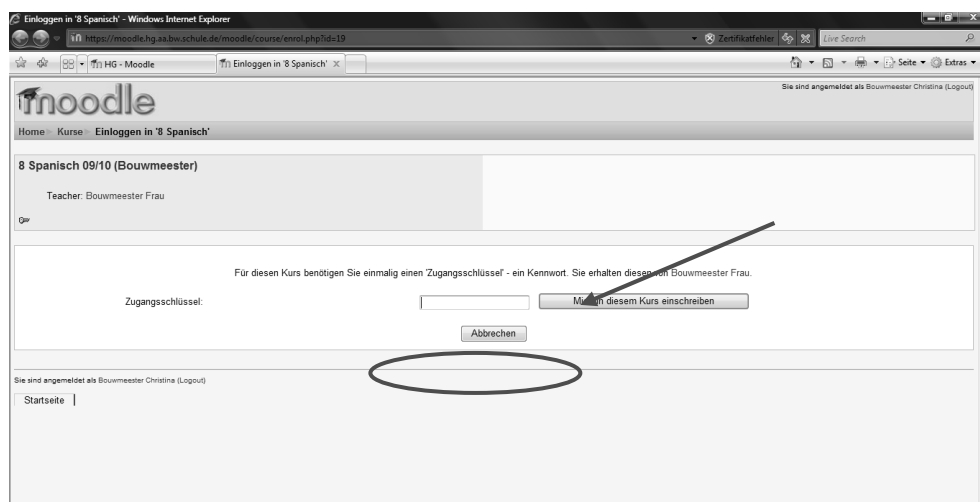 Einloggen in '8 Spanisch' - Windows Internet Explorer
https://moodle.hg.aa.bw.schule.de/moodle/course/enrol.php?id=19
Zertifikatfehler
Live Search
HG - Moodle
Einloggen in '8 Spanisch'
Seite
Extras
moodle
Sie sind angemeldet als Bouwmeester Christina (Logout)
Home Kurse Einloggen in '8 Spanisch'
8 Spanisch 09/10 (Bouwmeester)
Teacher: Bouwmeester Frau
Für diesen Kurs benötigen Sie einmalig einen 'Zugangsschlüssel' - ein Kennwort. Sie erhalten diesen von Bouwmeester Frau.
Zugangsschlüssel:
diesem Kurs einschreiben
Abbrechen
Sie sind angemeldet als Bouwmeester Christina (Logout)
Startseite